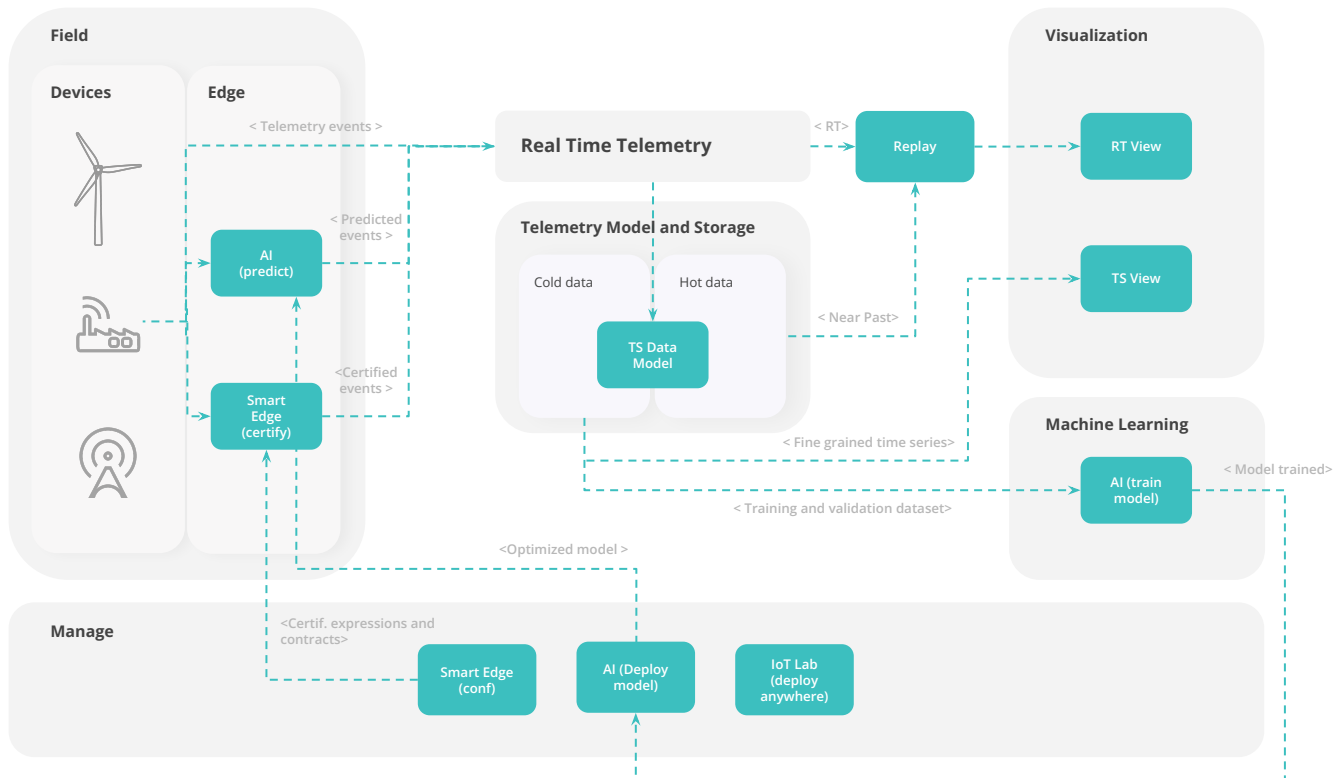 Field
Devices
Edge
< Telemetry events >
Real Time Telemetry
< RT>
Replay
Visualization
RT View
< Predicted
events >
AI
(predict)
Telemetry Model and Storage
Cold data
Hot data
TS View
< Near Past>
TS Data
Model
<Certified
events >
Smart
Edge
(certify)
< Fine grained time series>
Machine Learning
AI (train
model)
< Model trained>
< Training and validation dataset>
<Optimized model >
Manage
<Certif. expressions and
contracts>
Smart Edge
(conf)
AI (Deploy
model)
IoT Lab
(deploy
anywhere)